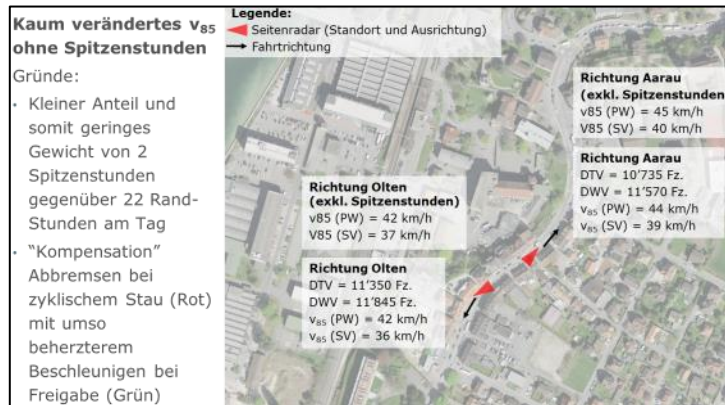 Kaum verändertes v85
ohne Spitzenstunden
Gründe:
· Kleiner Anteil und
somit geringes
Gewicht von 2
Spitzenstunden
gegenüber 22 Rand-
Stunden am Tag
· "Kompensation"
Abbremsen bei
zyklischem Stau (Rot)
mit umso
beherzterem
Beschleunigen bei
Freigabe (Grün)
Legende:
Seitenradar (Standort und Ausrichtung)
Fahrtrichtung
Richtung Aarau
(exkl. Spitzenstunden
v85 (PW) = 45 km/h
V85 (SV) = 40 km/h
Richtung Aarau
DTV = 10'735 Fz.
DWV = 11'570 Fz.
v85 (PW) = 44 km/h
v85 (SV) = 39 km/h
Richtung Olten
(exkl. Spitzenstunden)
v85 (PW) = 42 km/h
V85 (SV) = 37 km/h
Richtung Olten
DTV = 11'350 Fz.
DWV = 11'845 Fz.
v85 (PW) = 42 km/h
v85 (SV) = 36 km/h